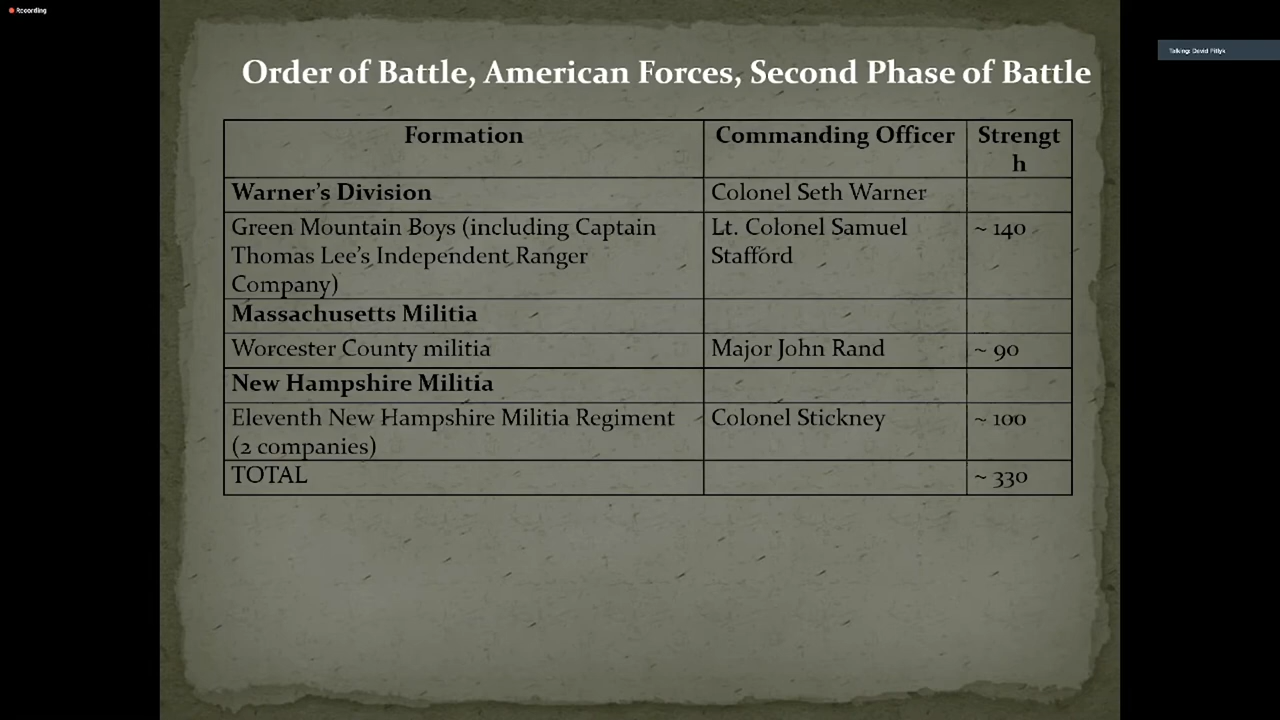 Recording
Talking: David Pitlyk
Order of Battle, American Forces, Second Phase of Battle
Formation Commanding Officer Strengt
h
Warner's Division Colonel Seth Warner
Green Mountain Boys (including Captain Lt. Colonel Samuel ~ 140
Thomas Lee's Independent Ranger Stafford
Company)
Massachusetts Militia
Worcester County militia Major John Rand ~ 90
New Hampshire Militia
Eleventh New Hampshire Militia Regiment Colonel Stickney ~ 100
(2 companies)
TOTAL ~ 330